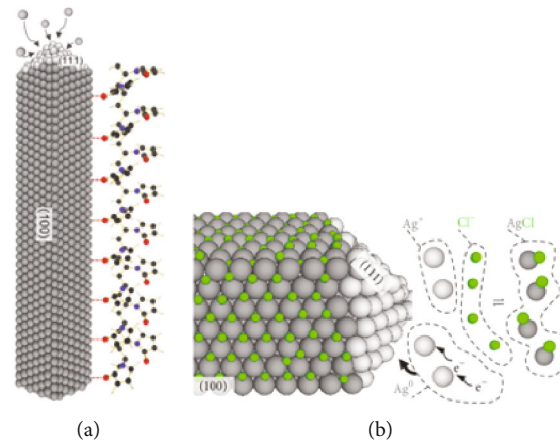 (111)
(100)
(a)
Ag⁺
Cl⁻
AgCl
(111)
⇌
e⁻
e⁻
(100)
Ag⁰
(b)